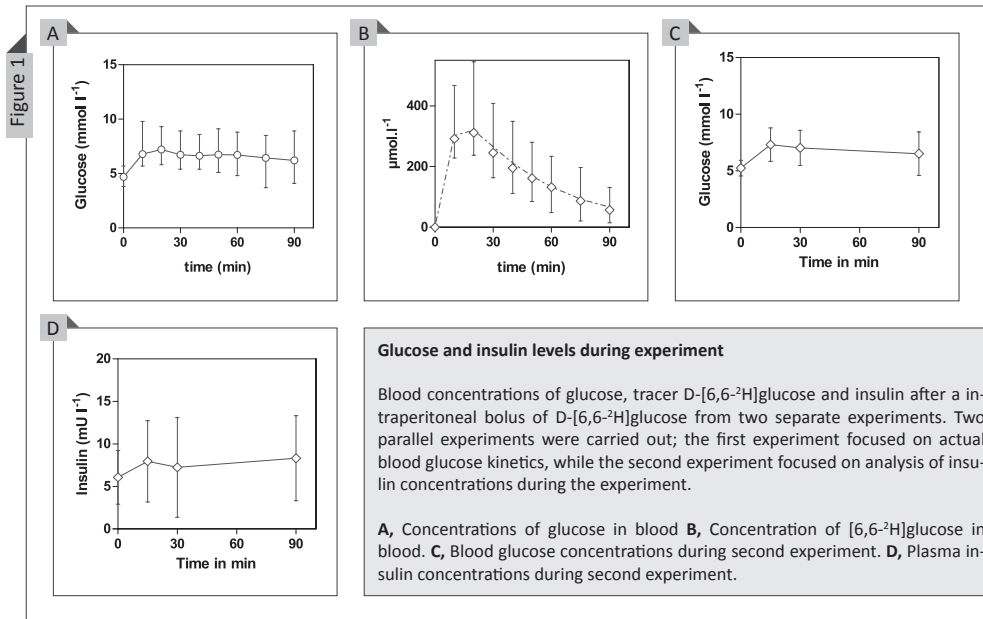 Figure 1
A
Glucose (mmol l⁻¹)
15
10
5
0
0 30 60 90
time (min)
B
µmol.l⁻¹
400
200
0
0 30 60 90
time (min)
C
Glucose (mmol l⁻¹)
15
10
5
0
0 30 60 90
Time in min
D
Insulin (mU l⁻¹)
20
15
10
5
0
0 30 60 90
Time in min
Glucose and insulin levels during experiment
Blood concentrations of glucose, tracer D-[6,6-²H]glucose and insulin after a in-
traperitoneal bolus of D-[6,6-²H]glucose from two separate experiments. Two
parallel experiments were carried out; the first experiment focused on actual
blood glucose kinetics, while the second experiment focused on analysis of insu-
lin concentrations during the experiment.
A, Concentrations of glucose in blood B, Concentration of [6,6-²H]glucose in
blood. C, Blood glucose concentrations during second experiment. D, Plasma in-
sulin concentrations during second experiment.